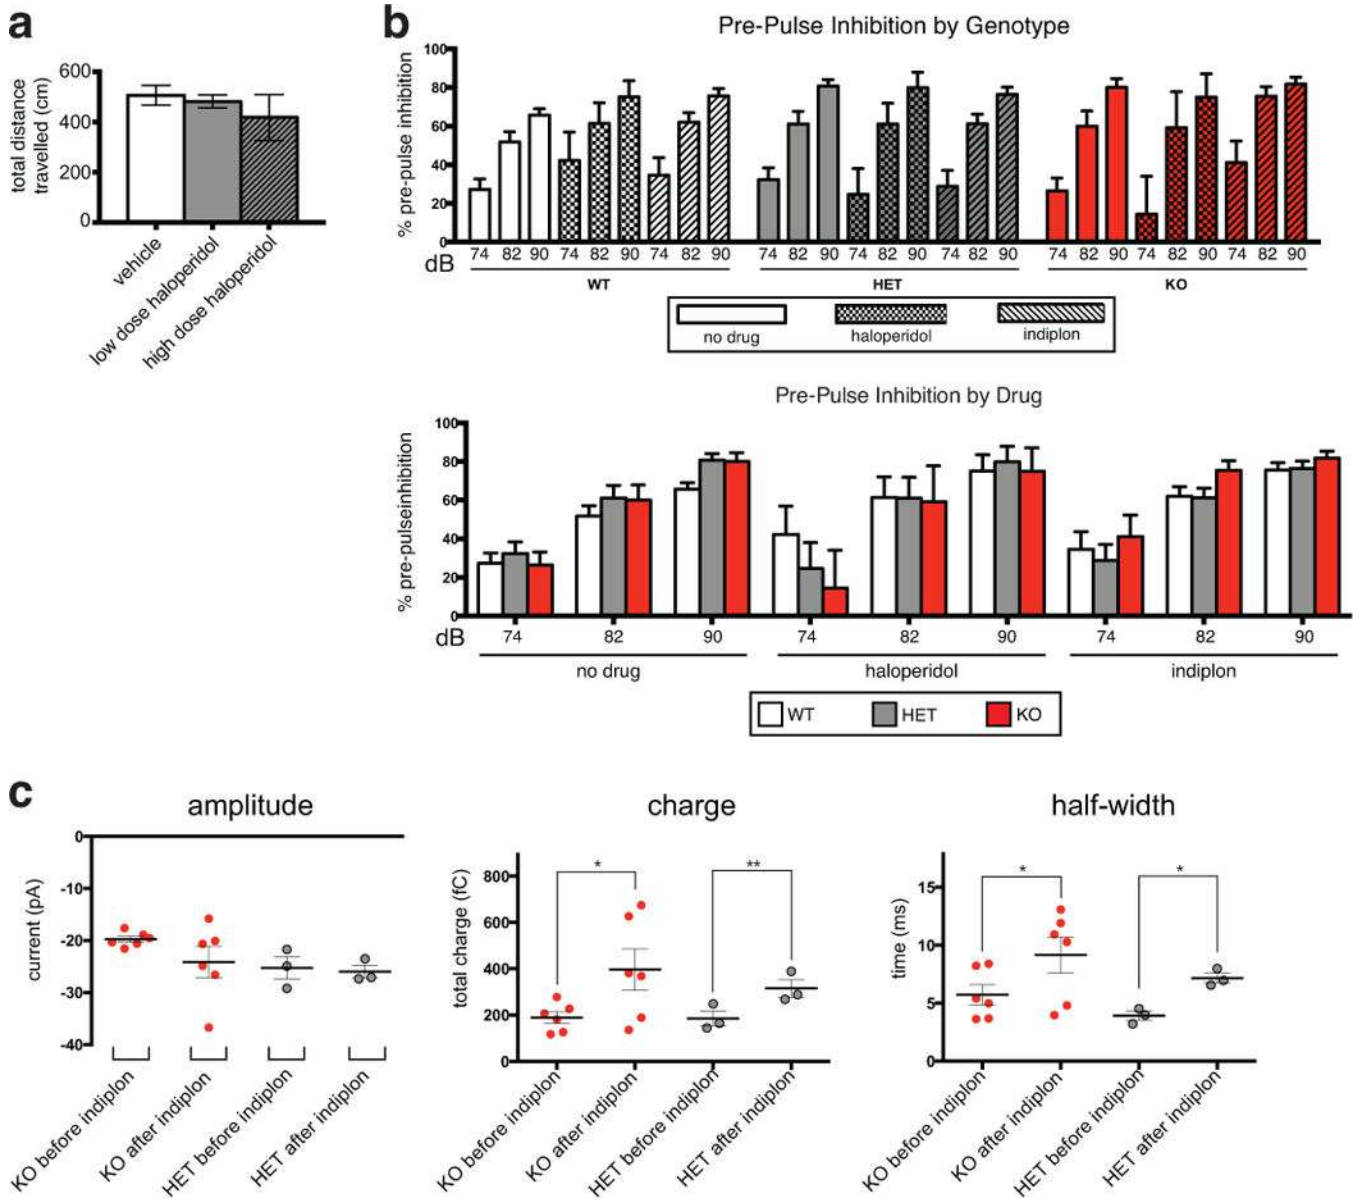 a
total distance
travelled (cm)
600
400
200
0
vehicle
low dose haloperidol
high dose haloperidol
b
Pre-Pulse Inhibition by Genotype
% pre-pulse inhibition
100
80
60
40
20
0
dB
74 82 90 74 82 90 74 82 90 74 82 90 74 82 90 74 82 90 74 82 90 74 82 90 74 82 90
WT HET KO
no drug haloperidol indiplon
Pre-Pulse Inhibition by Drug
% pre-pulseinhibition
100
80
60
40
20
0
dB
74 82 90 74 82 90 74 82 90
no drug haloperidol indiplon
WT HET KO
c
amplitude
current (pA)
0
-10
-20
-30
-40
KO before indiplon
KO after indiplon
HET before indiplon
HET after indiplon
charge
total charge (fC)
800
600
400
200
0
* **
KO before indiplon
KO after indiplon
HET before indiplon
HET after indiplon
half-width
time (ms)
15
10
5
0
* *
KO before indiplon
KO after indiplon
HET before indiplon
HET after indiplon